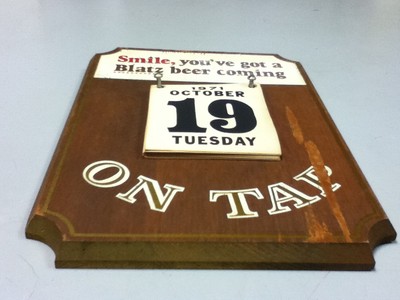 Smile, you've got a
Blatz beer coming
1971
OCTOBER
19
TUESDAY
ON TAP